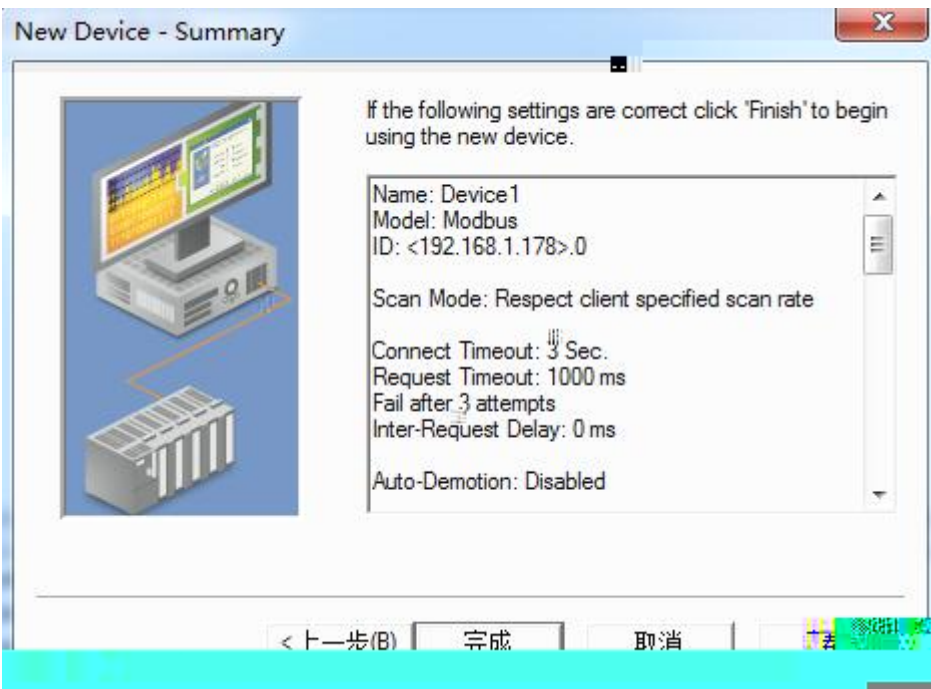 New Device - Summary
If the following settings are correct click 'Finish' to begin
using the new device.
Name: Device1
Model: Modbus
ID: <192.168.1.178>.0
Scan Mode: Respect client specified scan rate
Connect Timeout: 3 Sec.
Request Timeout: 1000 ms
Fail after 3 attempts
Inter-Request Delay: 0 ms
Auto-Demotion: Disabled
< 上一步(B) 完成 取消